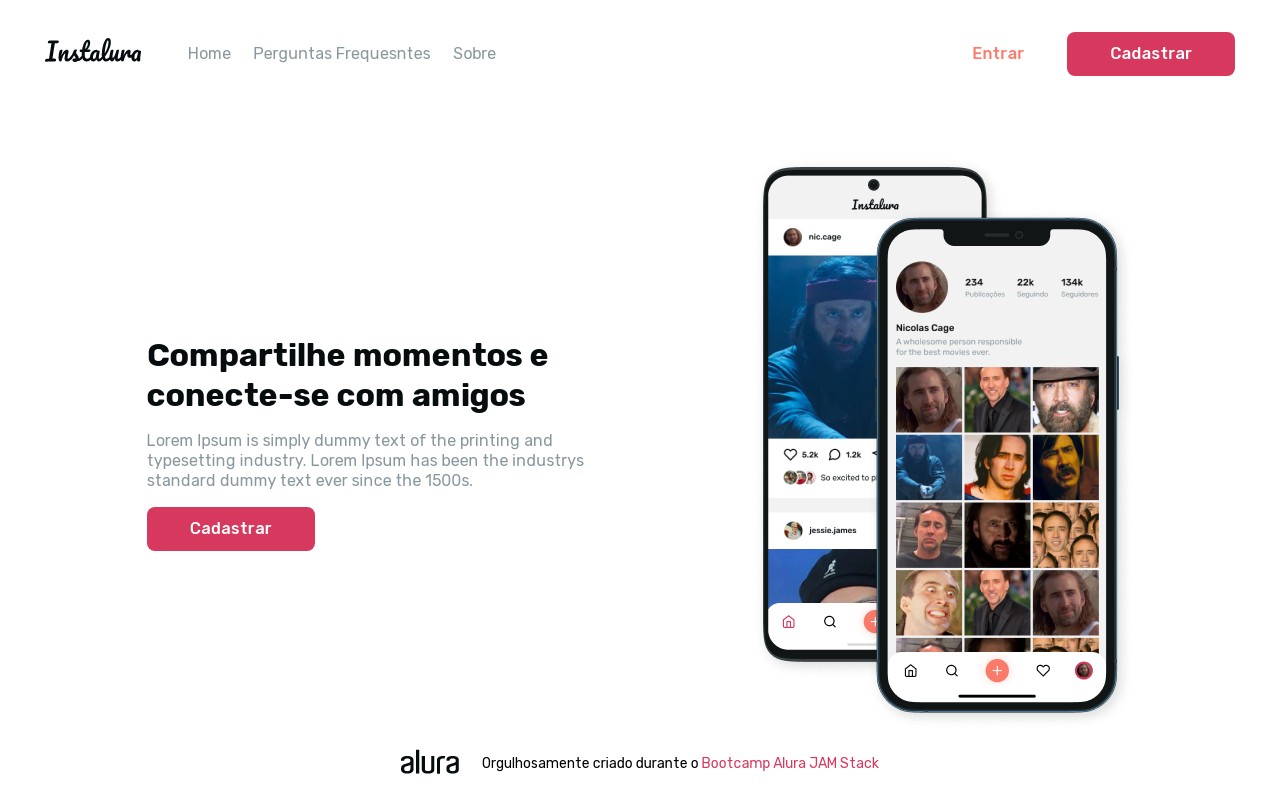 Instalura
Home
Perguntas Frequesntes
Sobre
Entrar
Cadastrar
Compartilhe momentos e
conecte-se com amigos
Lorem Ipsum is simply dummy text of the printing and
typesetting industry. Lorem Ipsum has been the industrys
standard dummy text ever since the 1500s.
Cadastrar
Instalura
nic.cage
5.2k
1.2k
So excited to
jessie.james
234
22k
134k
Publicações
Seguindo
Seguidores
Nicolas Cage
A wholesome person responsible
for the best movies ever.
alura
Orgulhosamente criado durante o Bootcamp Alura JAM Stack